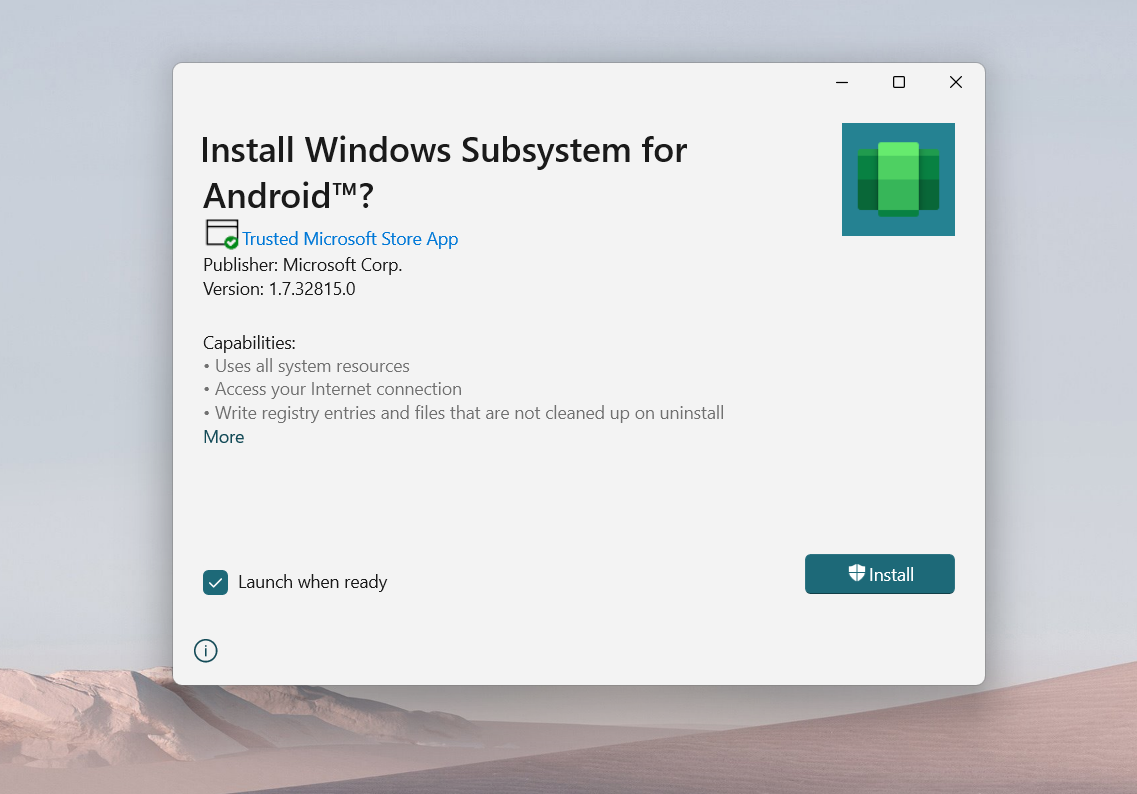 Install Windows Subsystem for
Android™?
Trusted Microsoft Store App
Publisher: Microsoft Corp.
Version: 1.7.32815.0
Capabilities:
• Uses all system resources
• Access your Internet connection
• Write registry entries and files that are not cleaned up on uninstall
More
Launch when ready
Install